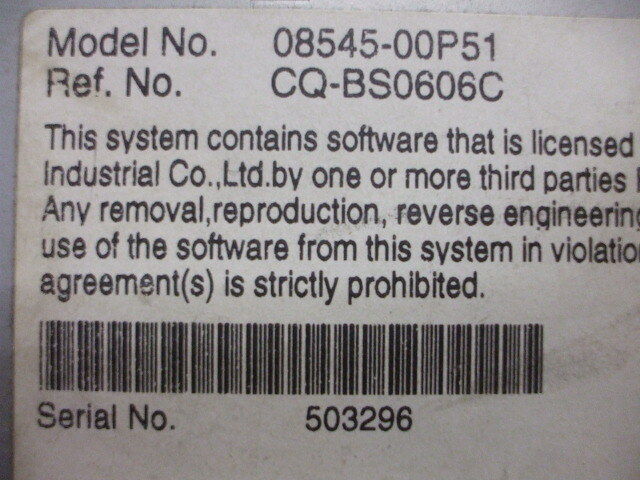 Model No. 08545-00P51
Ref. No. CQ-BS0606C
This system contains software that is licensed
Industrial Co.,Ltd.by one or more third parties
Any removal,reproduction, reverse engineering
use of the software from this system in violation
agreement(s) is strictly prohibited.
Serial No. 503296